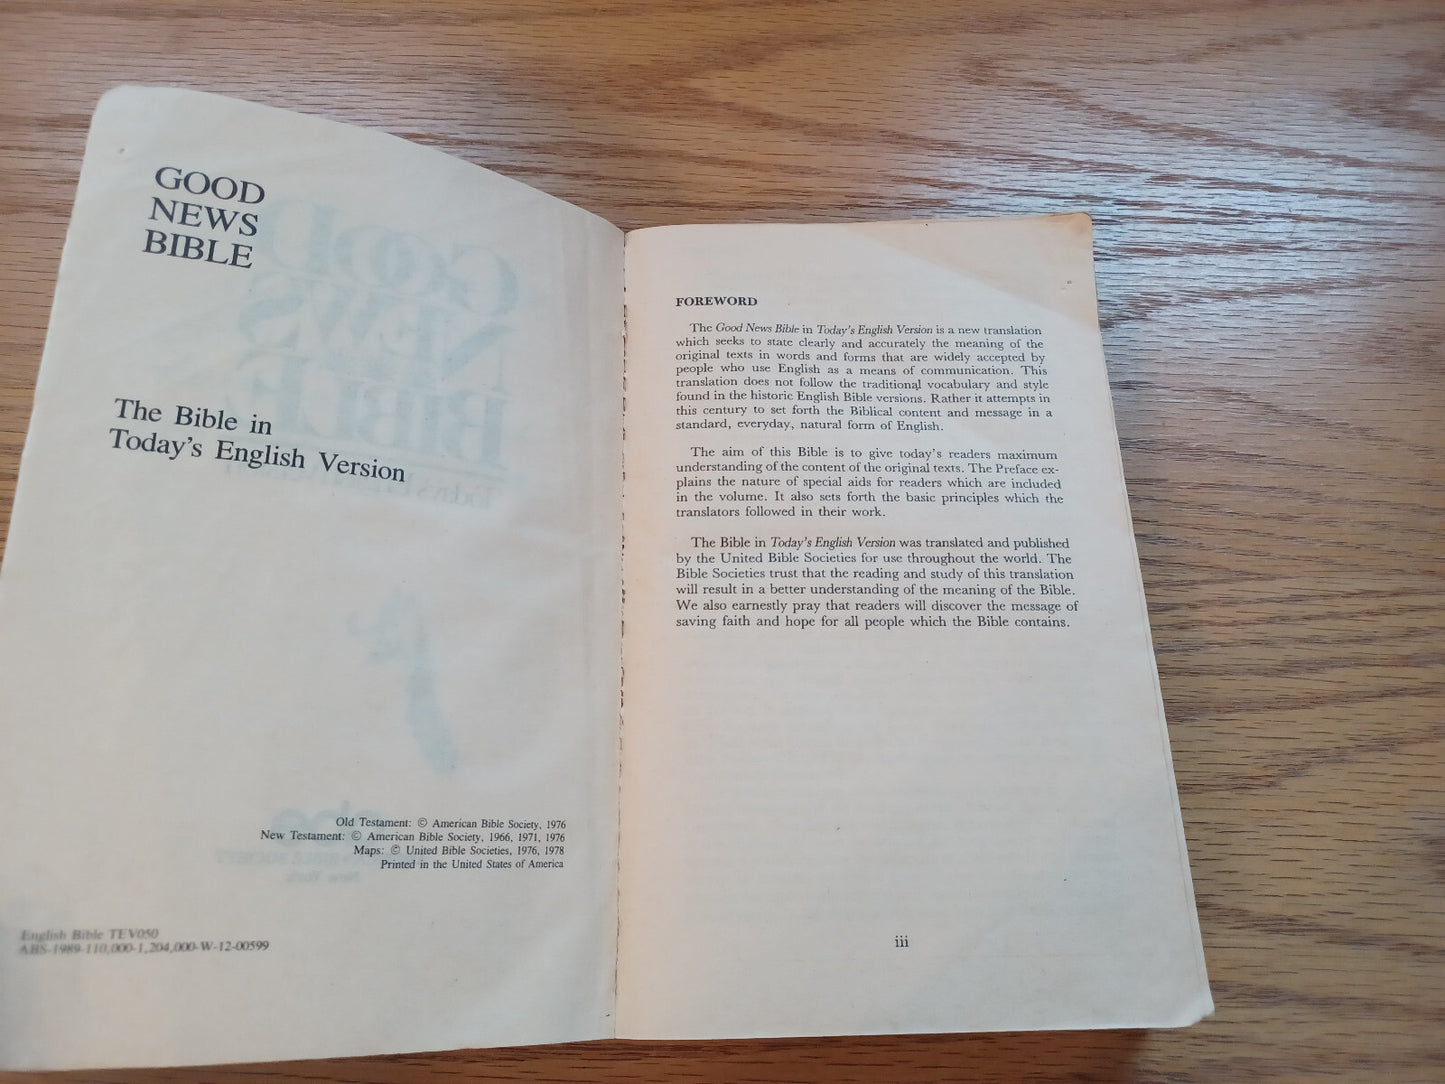 GOOD
NEWS
BIBLE
The Bible in
Today's English Version
Old Testament: © American Bible Society, 1976
New Testament: © American Bible Society, 1966, 1971, 1976
Maps: © United Bible Societies, 1976, 1978
Printed in the United States of America
English Bible TEV050
ABS-1989-110,000-1,204,000-W-12-00599
FOREWORD
The Good News Bible in Today's English Version is a new translation
which seeks to state clearly and accurately the meaning of the
original texts in words and forms that are widely accepted by
people who use English as a means of communication. This
translation does not follow the traditional vocabulary and style
found in the historic English Bible versions. Rather it attempts in
this century to set forth the Biblical content and message in a
standard, everyday, natural form of English.
The aim of this Bible is to give today's readers maximum
understanding of the content of the original texts. The Preface ex-
plains the nature of special aids for readers which are included
in the volume. It also sets forth the basic principles which the
translators followed in their work.
The Bible in Today's English Version was translated and published
by the United Bible Societies for use throughout the world. The
Bible Societies trust that the reading and study of this translation
will result in a better understanding of the meaning of the Bible.
We also earnestly pray that readers will discover the message of
saving faith and hope for all people which the Bible contains.
iii